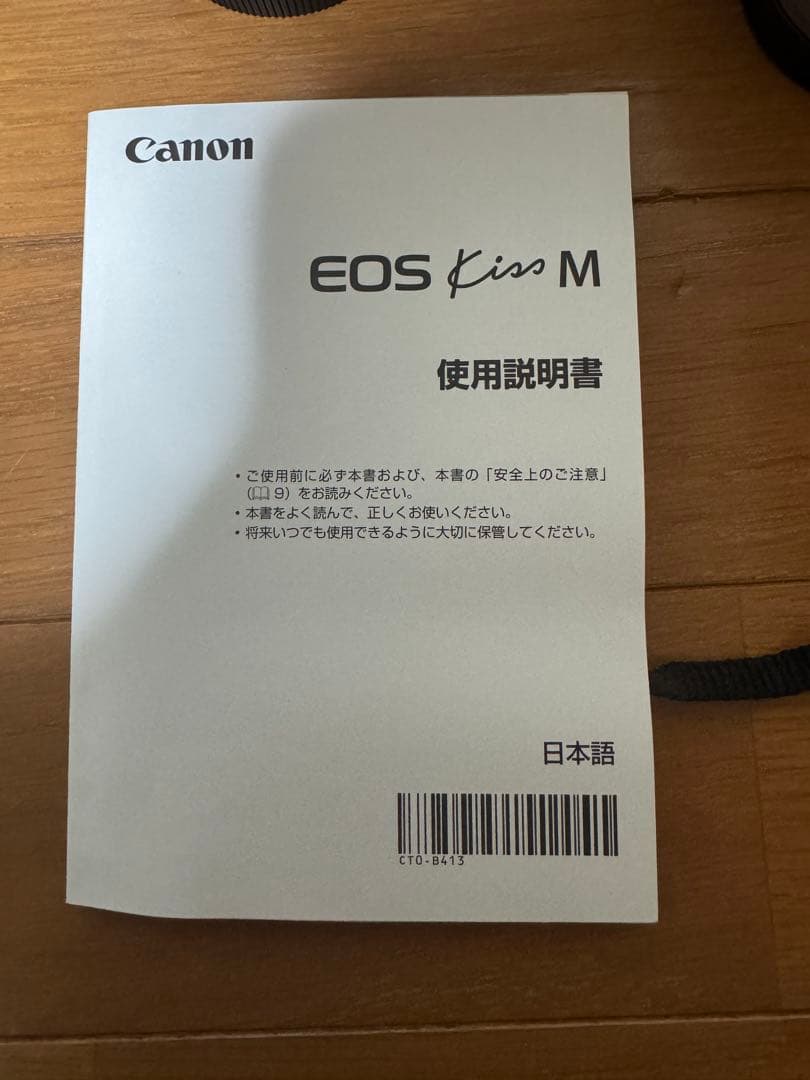 Canon
EOS Kiss M
使用説明書
• ご使用前に必ず本書および、本書の「安全上のご注意」
（📖 9）をお読みください。
• 本書をよく読んで、正しくお使いください。
• 将来いつでも使用できるように大切に保管してください。
日本語
CT0-B413